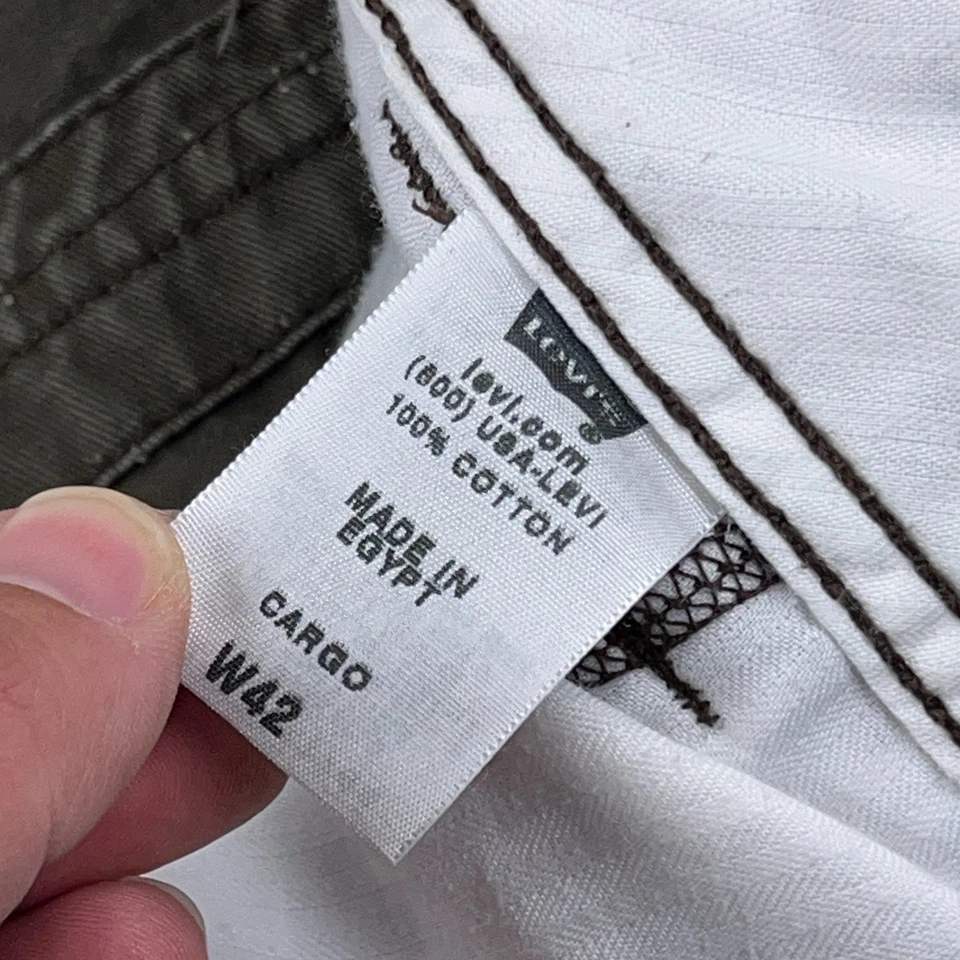 LEVI'S®
levi.com
(800) USA-LEVI
100% COTTON
MADE IN
EGYPT
CARGO
W42